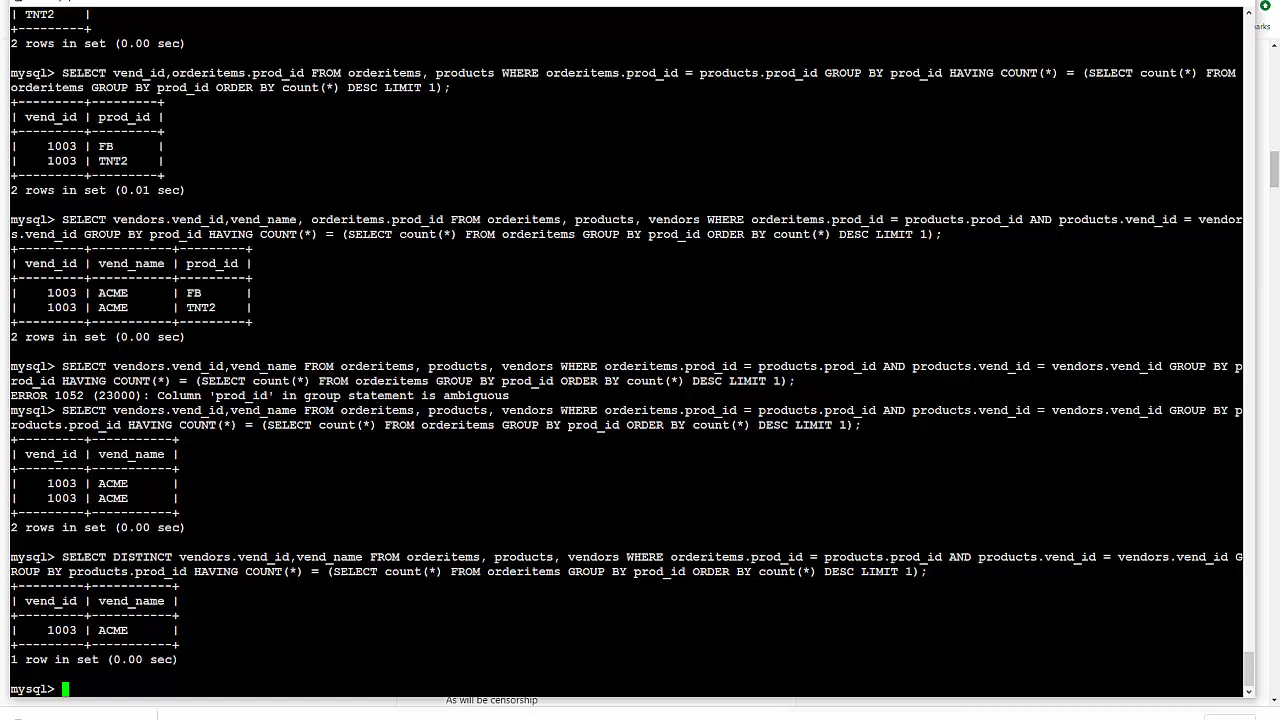 | TNT2    |
+---------+
2 rows in set (0.00 sec)
mysql> SELECT vend_id,orderitems.prod_id FROM orderitems, products WHERE orderitems.prod_id = products.prod_id GROUP BY prod_id HAVING COUNT(*) = (SELECT count(*) FROM
orderitems GROUP BY prod_id ORDER BY count(*) DESC LIMIT 1);
+---------+---------+
| vend_id | prod_id |
+---------+---------+
|    1003 | FB      |
|    1003 | TNT2    |
+---------+---------+
2 rows in set (0.01 sec)
mysql> SELECT vendors.vend_id,vend_name, orderitems.prod_id FROM orderitems, products, vendors WHERE orderitems.prod_id = products.prod_id AND products.vend_id = vendor
s.vend_id GROUP BY prod_id HAVING COUNT(*) = (SELECT count(*) FROM orderitems GROUP BY prod_id ORDER BY count(*) DESC LIMIT 1);
+---------+-----------+---------+
| vend_id | vend_name | prod_id |
+---------+-----------+---------+
|    1003 | ACME      | FB      |
|    1003 | ACME      | TNT2    |
+---------+-----------+---------+
2 rows in set (0.00 sec)
mysql> SELECT vendors.vend_id,vend_name FROM orderitems, products, vendors WHERE orderitems.prod_id = products.prod_id AND products.vend_id = vendors.vend_id GROUP BY p
rod_id HAVING COUNT(*) = (SELECT count(*) FROM orderitems GROUP BY prod_id ORDER BY count(*) DESC LIMIT 1);
ERROR 1052 (23000): Column 'prod_id' in group statement is ambiguous
mysql> SELECT vendors.vend_id,vend_name FROM orderitems, products, vendors WHERE orderitems.prod_id = products.prod_id AND products.vend_id = vendors.vend_id GROUP BY p
roducts.prod_id HAVING COUNT(*) = (SELECT count(*) FROM orderitems GROUP BY prod_id ORDER BY count(*) DESC LIMIT 1);
+---------+-----------+
| vend_id | vend_name |
+---------+-----------+
|    1003 | ACME      |
|    1003 | ACME      |
+---------+-----------+
2 rows in set (0.00 sec)
mysql> SELECT DISTINCT vendors.vend_id,vend_name FROM orderitems, products, vendors WHERE orderitems.prod_id = products.prod_id AND products.vend_id = vendors.vend_id G
ROUP BY products.prod_id HAVING COUNT(*) = (SELECT count(*) FROM orderitems GROUP BY prod_id ORDER BY count(*) DESC LIMIT 1);
+---------+-----------+
| vend_id | vend_name |
+---------+-----------+
|    1003 | ACME      |
+---------+-----------+
1 row in set (0.00 sec)
mysql>
As will be censorship